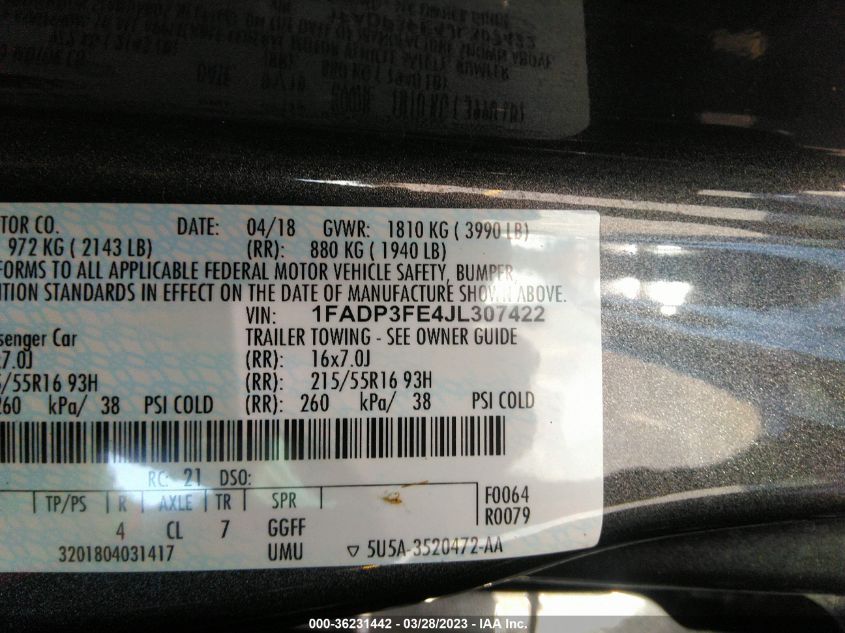 TOR CO. DATE: 04/18 GVWR: 1810 KG ( 3990 LB)
972 KG ( 2143 LB) (RR): 880 KG ( 1940 LB)
FORMS TO ALL APPLICABLE FEDERAL MOTOR VEHICLE SAFETY, BUMPER
TION STANDARDS IN EFFECT ON THE DATE OF MANUFACTURE SHOWN ABOVE.
VIN: 1FADP3FE4JL307422
senger Car TRAILER TOWING - SEE OWNER GUIDE
x7.0J (RR): 16x7.0J
5/55R16 93H (RR): 215/55R16 93H
260 kPa/ 38 PSI COLD (RR): 260 kPa/ 38 PSI COLD
RC: 21 DSO:
TP/PS R AXLE TR SPR F0064
R0079
4 CL 7 GGFF
3201804031417 UMU 5U5A-3520472-AA
000-36231442 - 03/28/2023 - IAA Inc.